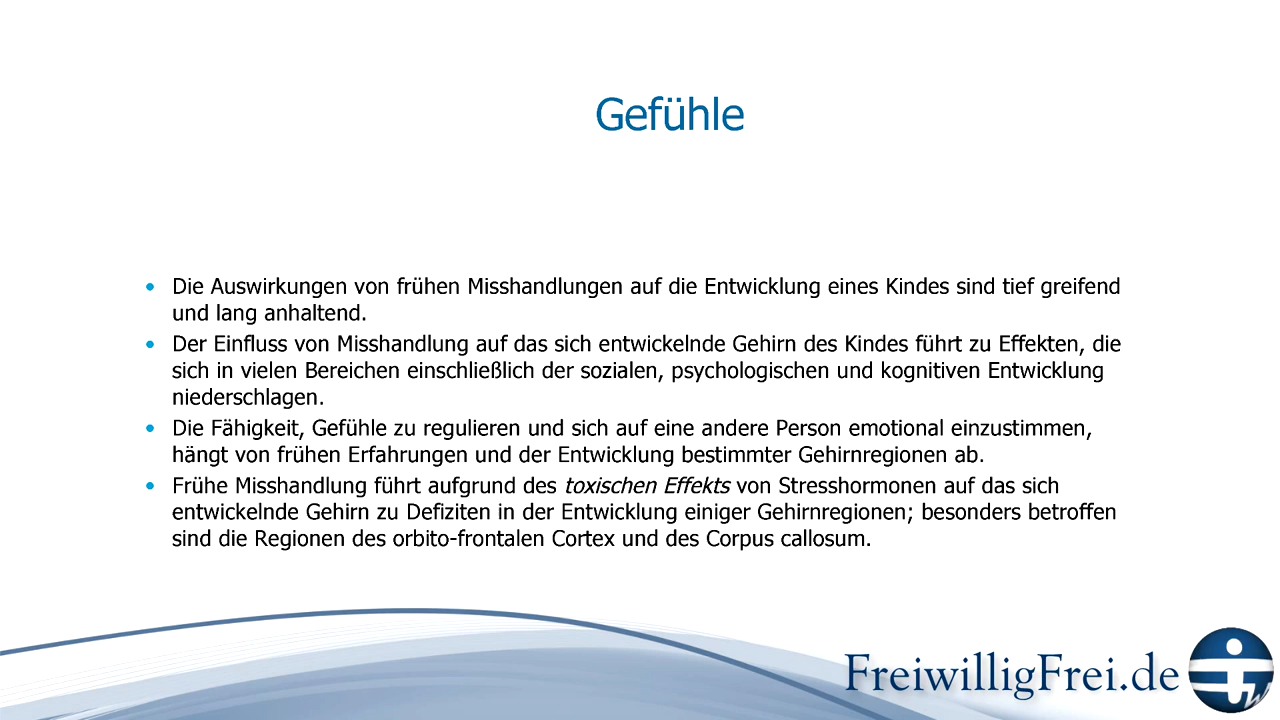 Gefühle
• Die Auswirkungen von frühen Misshandlungen auf die Entwicklung eines Kindes sind tief greifend
und lang anhaltend.
• Der Einfluss von Misshandlung auf das sich entwickelnde Gehirn des Kindes führt zu Effekten, die
sich in vielen Bereichen einschließlich der sozialen, psychologischen und kognitiven Entwicklung
niederschlagen.
• Die Fähigkeit, Gefühle zu regulieren und sich auf eine andere Person emotional einzustimmen,
hängt von frühen Erfahrungen und der Entwicklung bestimmter Gehirnregionen ab.
• Frühe Misshandlung führt aufgrund des toxischen Effekts von Stresshormonen auf das sich
entwickelnde Gehirn zu Defiziten in der Entwicklung einiger Gehirnregionen; besonders betroffen
sind die Regionen des orbito-frontalen Cortex und des Corpus callosum.
FreiwilligFrei.de